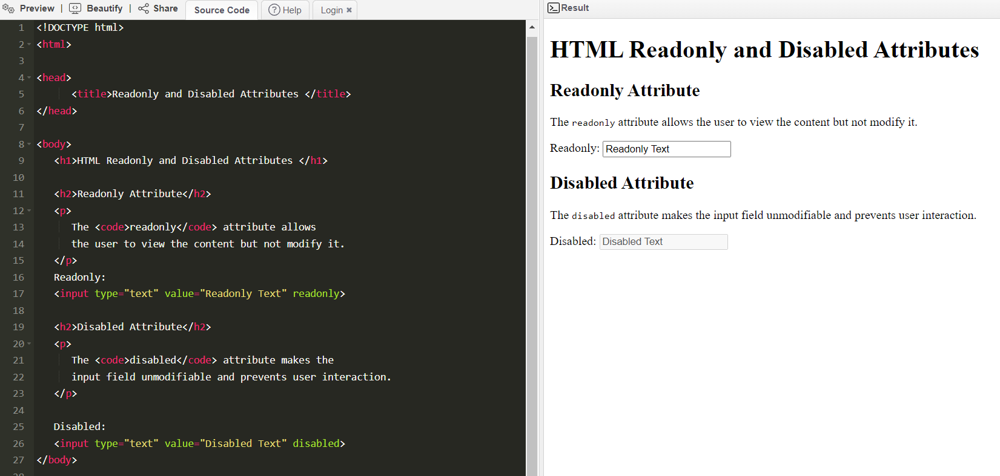 Preview | Beautify | Share Source Code Help Login ×
1 <!DOCTYPE html>
2 <html>
3
4 <head>
5 <title>Readonly and Disabled Attributes </title>
6 </head>
7
8 <body>
9 <h1>HTML Readonly and Disabled Attributes </h1>
10
11 <h2>Readonly Attribute</h2>
12 <p>
13 The <code>readonly</code> attribute allows
14 the user to view the content but not modify it.
15 </p>
16 Readonly:
17 <input type="text" value="Readonly Text" readonly>
18
19 <h2>Disabled Attribute</h2>
20 <p>
21 The <code>disabled</code> attribute makes the
22 input field unmodifiable and prevents user interaction.
23 </p>
24
25 Disabled:
26 <input type="text" value="Disabled Text" disabled>
27 </body>
Result
HTML Readonly and Disabled Attributes
Readonly Attribute
The readonly attribute allows the user to view the content but not modify it.
Readonly: Readonly Text
Disabled Attribute
The disabled attribute makes the input field unmodifiable and prevents user interaction.
Disabled: Disabled Text